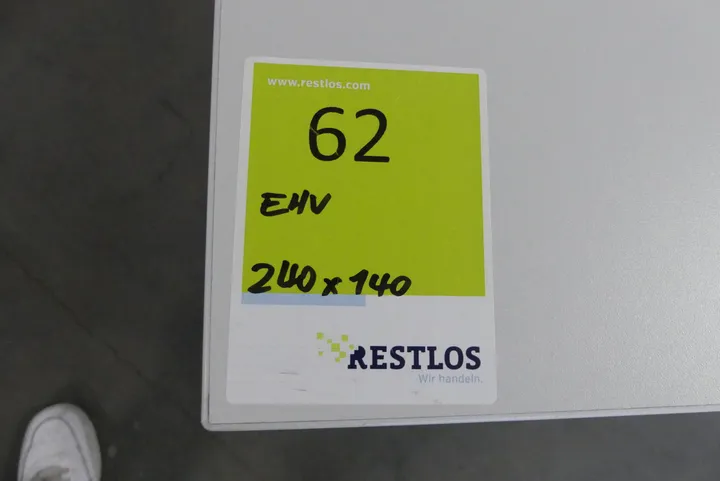 www.restlos.com
62
EHV
240 x 140
RESTLOS
Wir handeln.